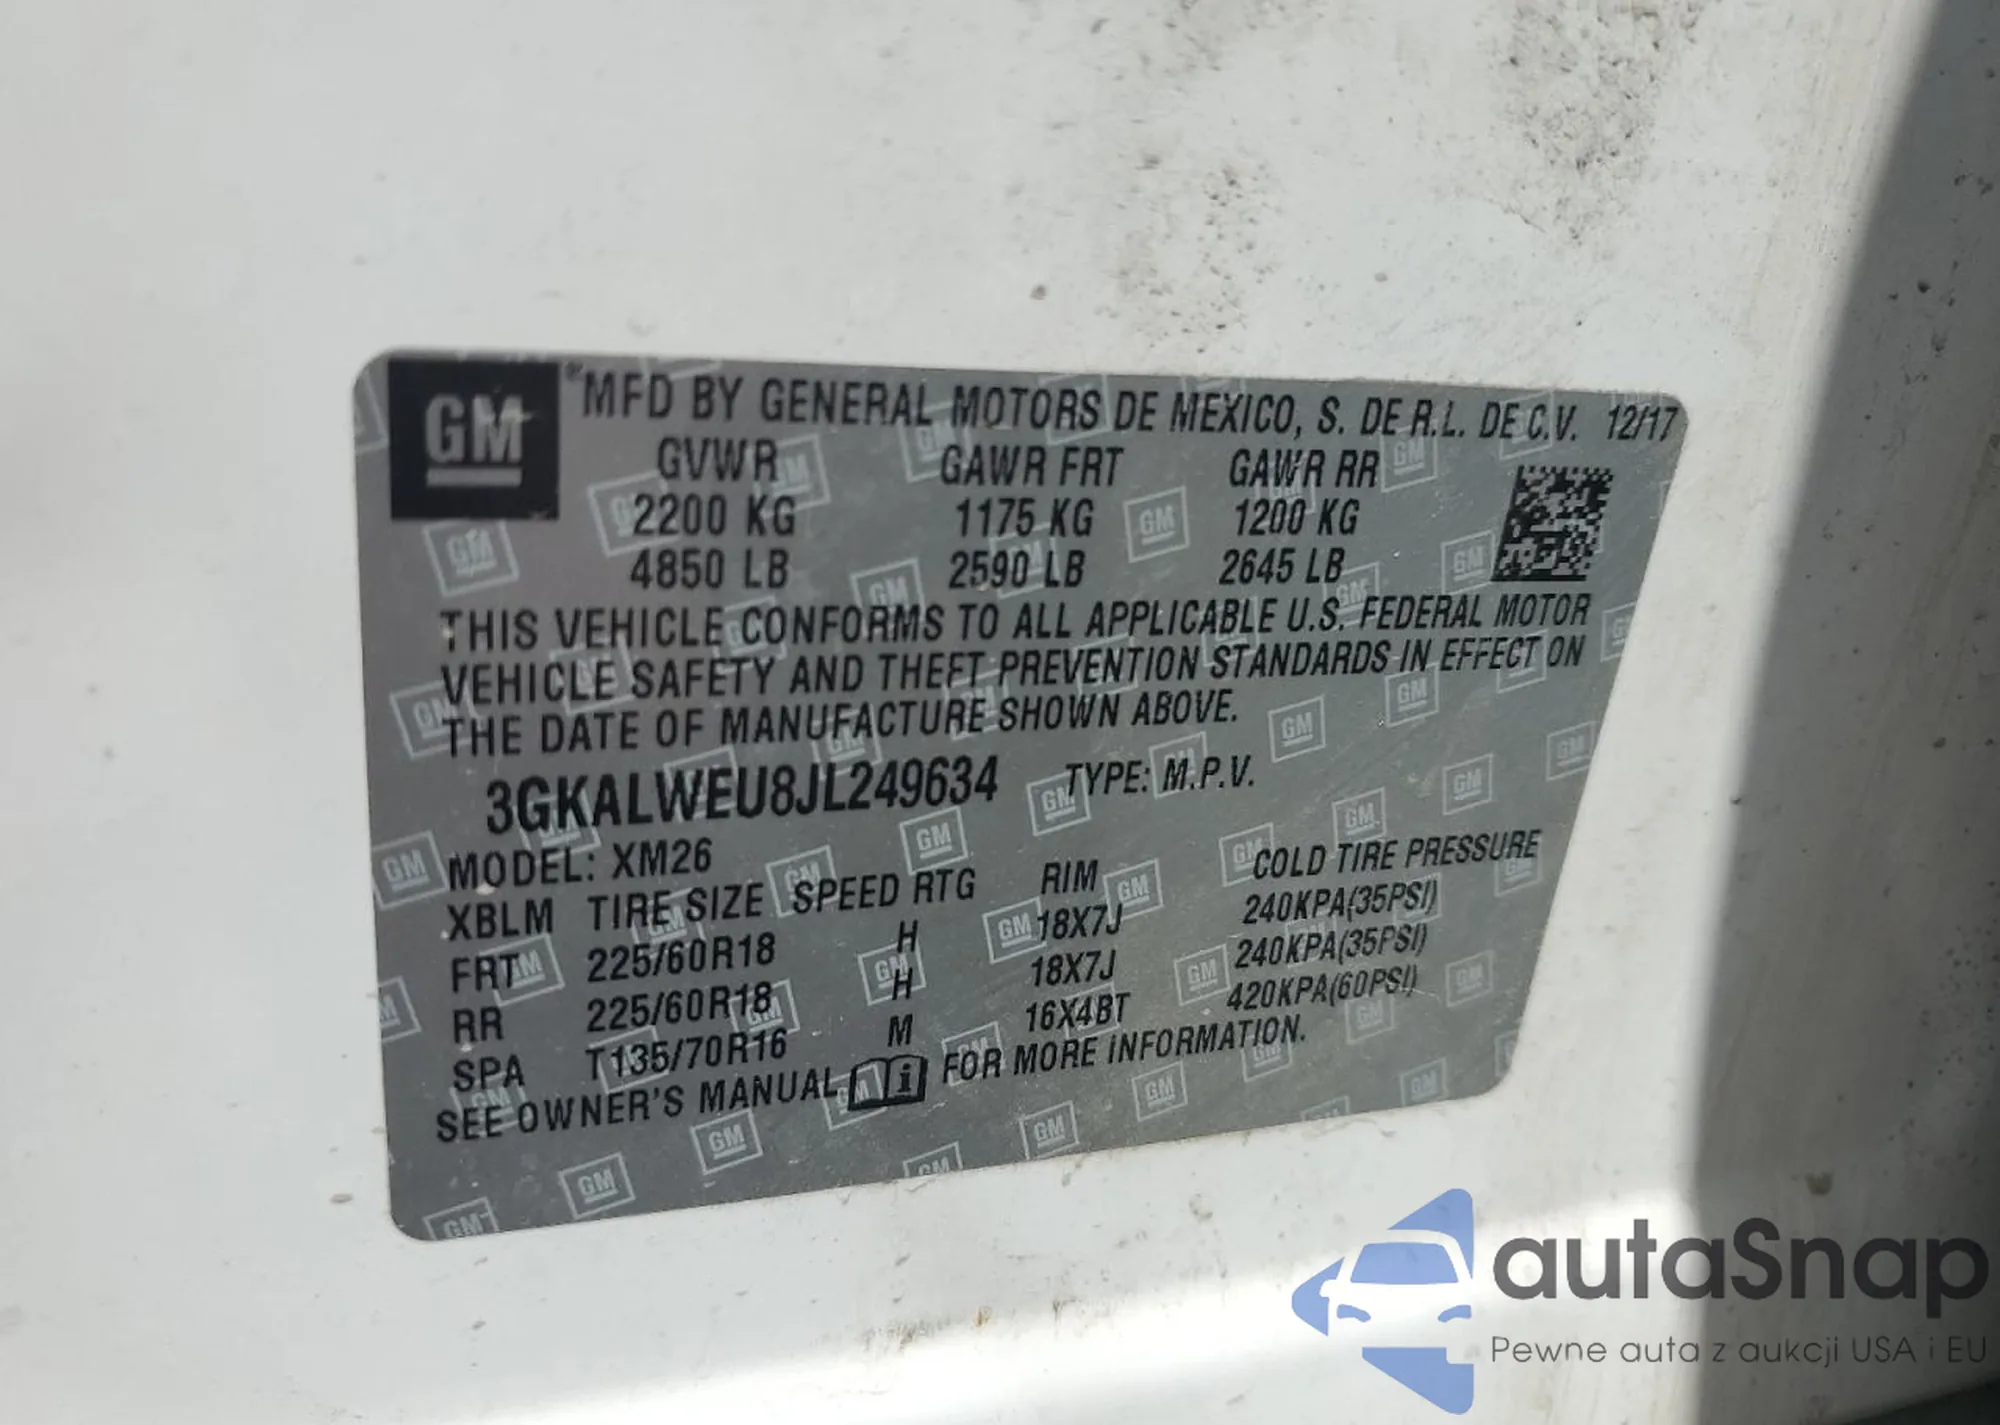 GM
®MFD BY GENERAL MOTORS DE MEXICO, S. DE R.L. DE C.V. 12/17
GVWR GAWR FRT GAWR RR
2200 KG 1175 KG 1200 KG
4850 LB 2590 LB 2645 LB
THIS VEHICLE CONFORMS TO ALL APPLICABLE U.S. FEDERAL MOTOR
VEHICLE SAFETY AND THEFT PREVENTION STANDARDS IN EFFECT ON
THE DATE OF MANUFACTURE SHOWN ABOVE.
3GKALWEU8JL249634 TYPE: M.P.V.
MODEL: XM26
XBLM TIRE SIZE SPEED RTG RIM COLD TIRE PRESSURE
FRT 225/60R18 H 18X7J 240KPA(35PSI)
RR 225/60R18 H 18X7J 240KPA(35PSI)
SPA T135/70R16 M 16X4BT 420KPA(60PSI)
SEE OWNER'S MANUAL i FOR MORE INFORMATION.
autaSnap
Pewne auta z aukcji USA i EU